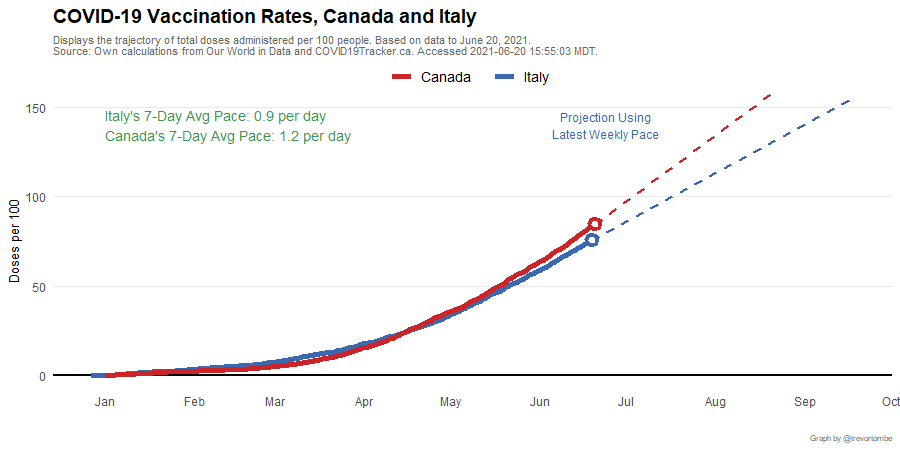 COVID-19 Vaccination Rates, Canada and Italy
Displays the trajectory of total doses administered per 100 people. Based on data to June 20, 2021.
Source: Own calculations from Our World in Data and COVID19Tracker.ca. Accessed 2021-06-20 15:55:03 MDT.
Canada Italy
150
Italy's 7-Day Avg Pace: 0.9 per day
Canada's 7-Day Avg Pace: 1.2 per day
Projection Using
Latest Weekly Pace
100
Doses per 100
50
0
Jan Feb Mar Apr May Jun Jul Aug Sep Oct
Graph by @trevortombe